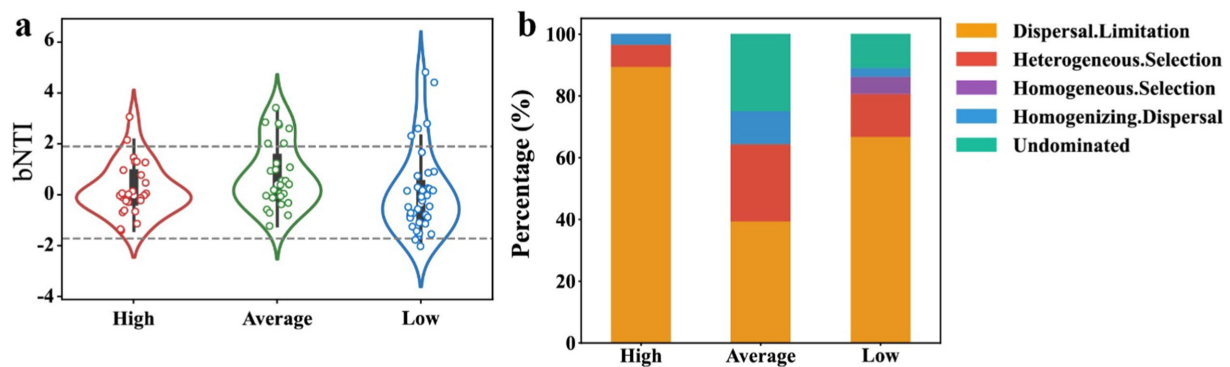 a
bNTI
6
4
2
0
-2
-4
High Average Low
b
Percentage (%)
100
80
60
40
20
0
High Average Low
Dispersal.Limitation
Heterogeneous.Selection
Homogeneous.Selection
Homogenizing.Dispersal
Undominated